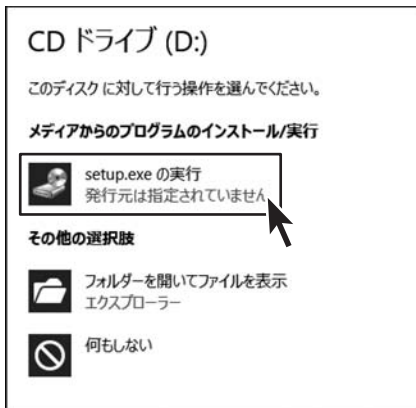 CD ドライブ (D:)
このディスク に対して行う操作を選んでください。
メディアからのプログラムのインストール/実行
setup.exe の実行
発行元は指定されていません
その他の選択肢
フォルダーを開いてファイルを表示
エクスプローラー
何もしない